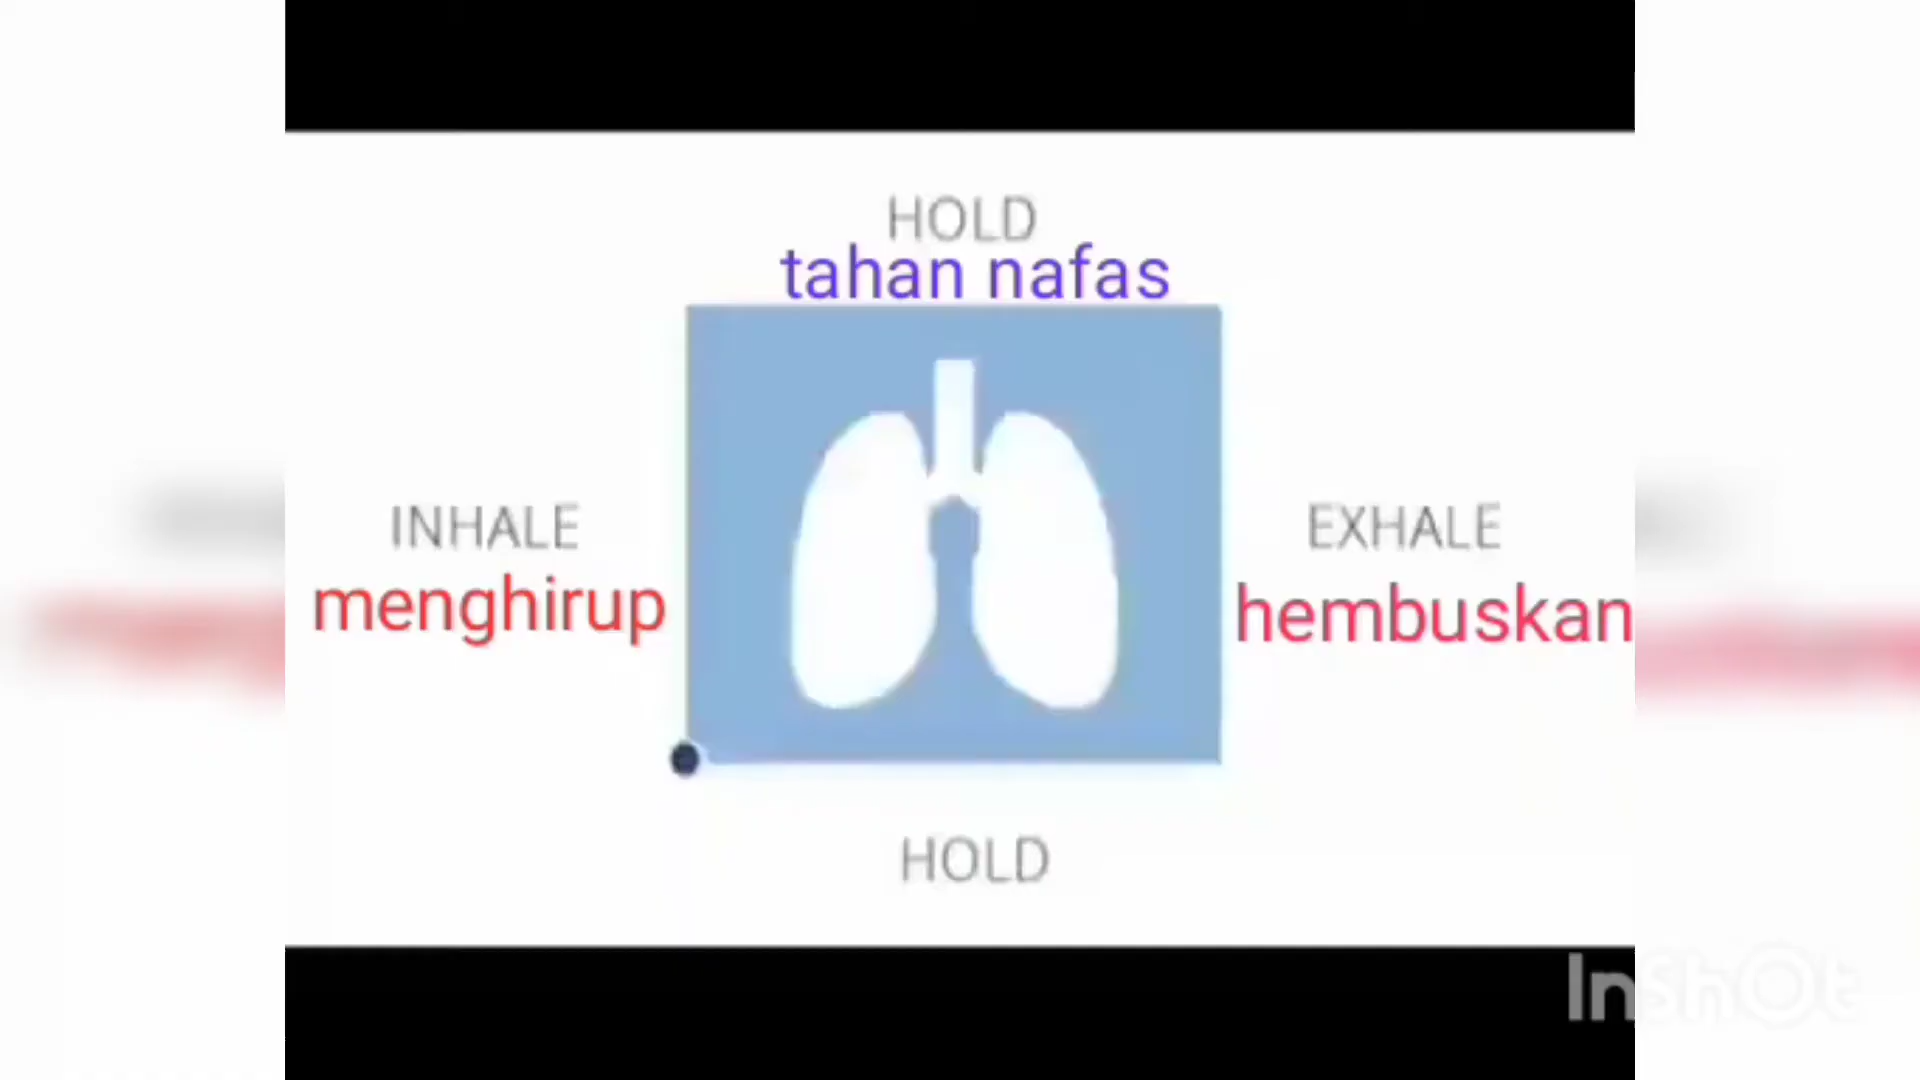 HOLD
tahan nafas
INHALE
menghirup
EXHALE
hembuskan
HOLD
InShOt